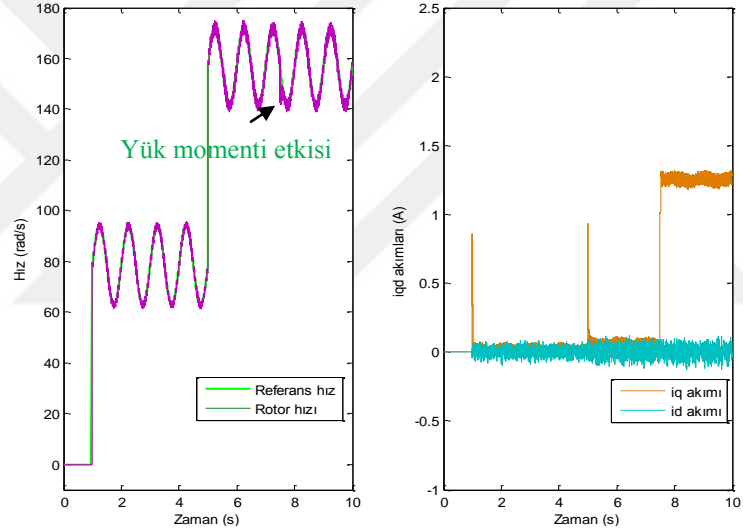 180
160
140
120
100
80
60
40
20
0
Hız (rad/s)
Yük momenti etkisi
Referans hız
Rotor hızı
0 2 4 6 8 10
Zaman (s)
2.5
2
1.5
1
0.5
0
-0.5
-1
iqd akımları (A)
iq akımı
id akımı
0 2 4 6 8 10
Zaman (s)